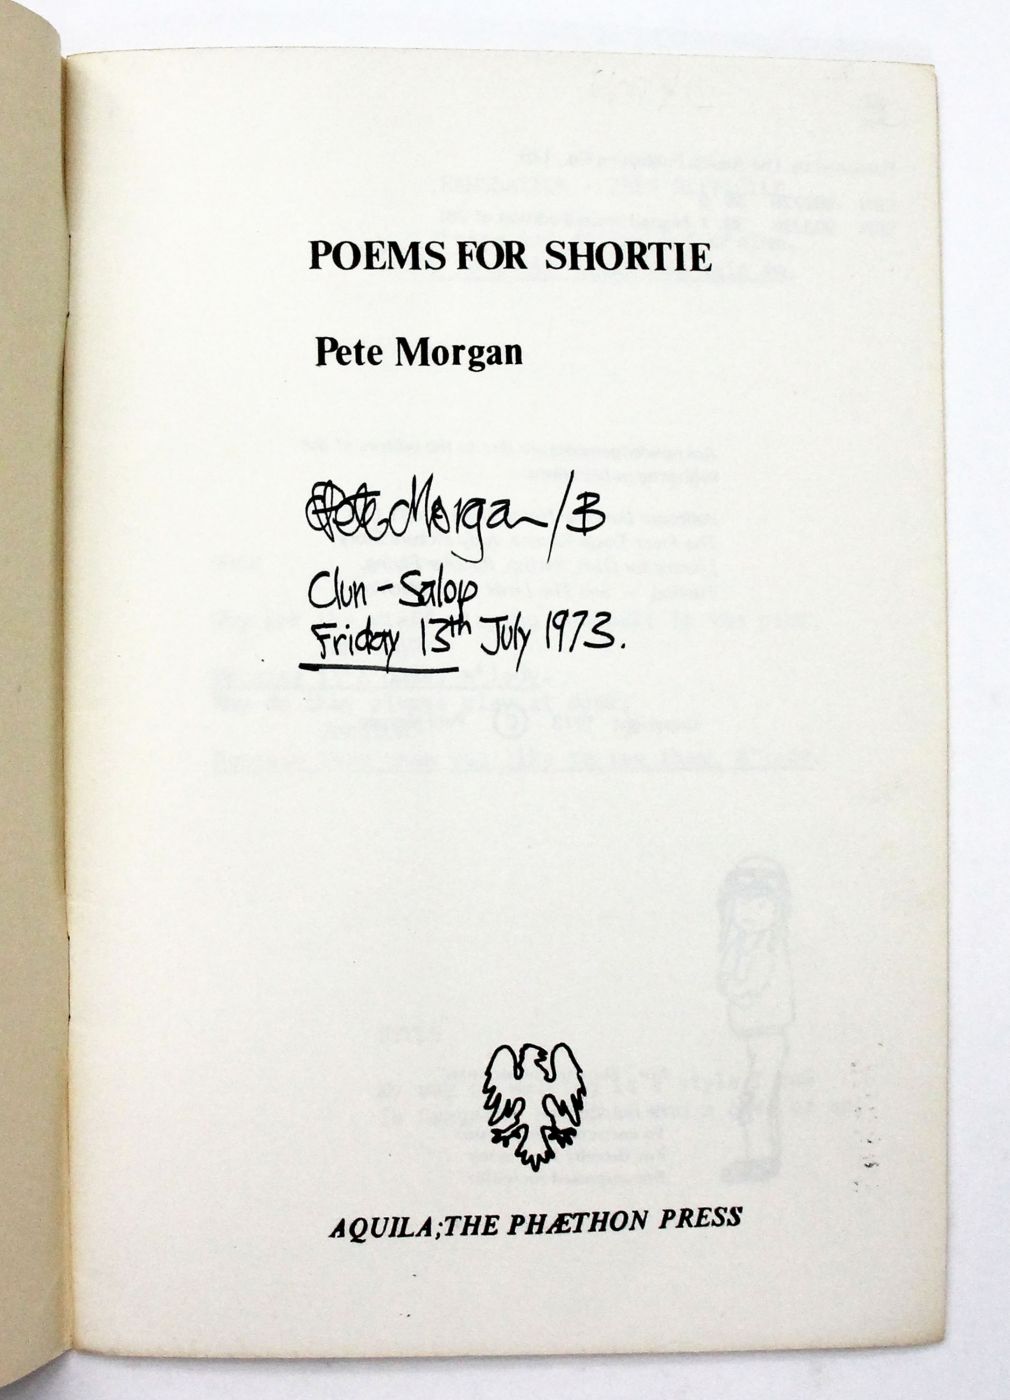 POEMS FOR SHORTIE
Pete Morgan
Pete Morgan/B
Clun - Salop
Friday 13th July 1973.
AQUILA;THE PHÆTHON PRESS